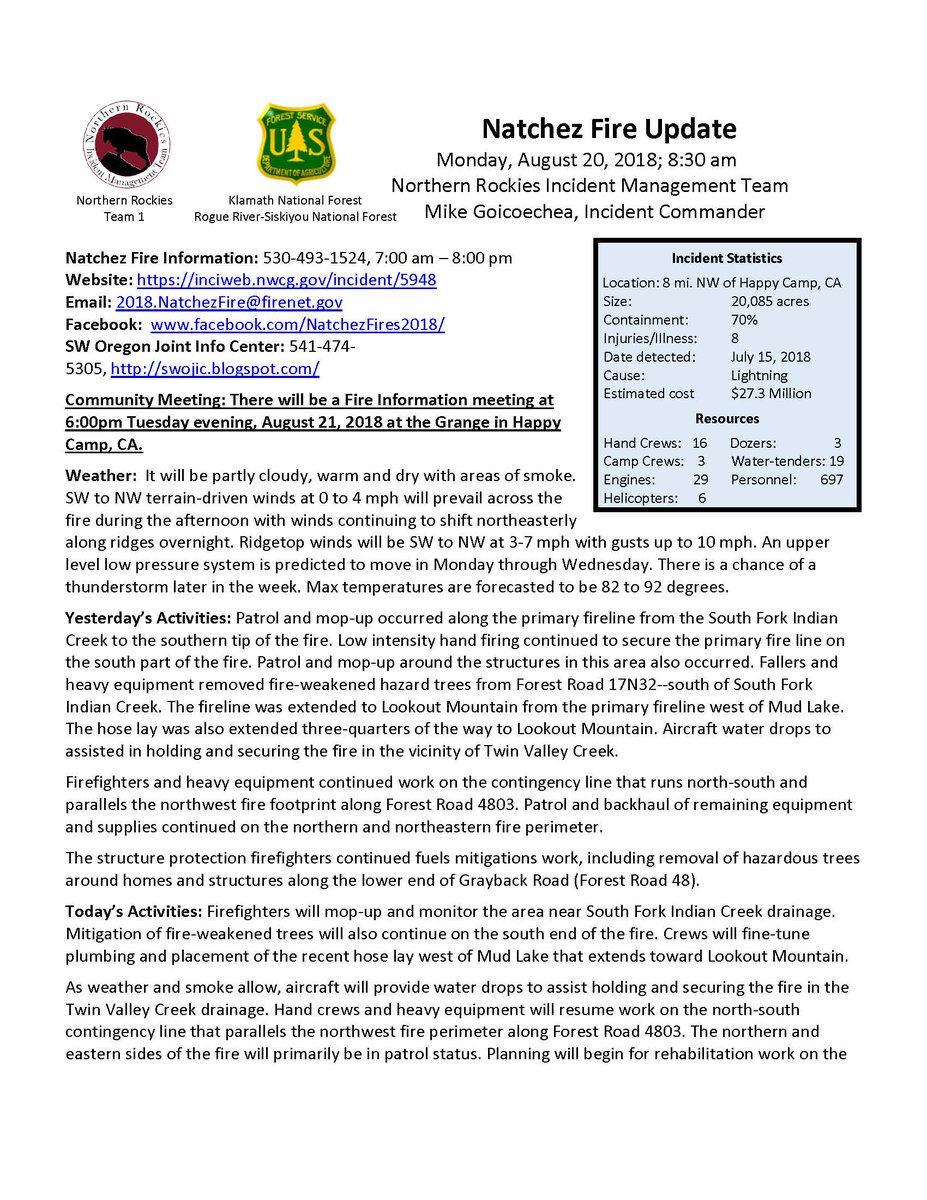 Northern Rockies
Incident Management Team
FOREST SERVICE
U S
DEPARTMENT OF AGRICULTURE
Northern Rockies
Team 1
Klamath National Forest
Rogue River-Siskiyou National Forest
Natchez Fire Update
Monday, August 20, 2018; 8:30 am
Northern Rockies Incident Management Team
Mike Goicoechea, Incident Commander
Natchez Fire Information: 530-493-1524, 7:00 am – 8:00 pm
Website: https://inciweb.nwcg.gov/incident/5948
Email: 2018.NatchezFire@firenet.gov
Facebook: www.facebook.com/NatchezFires2018/
SW Oregon Joint Info Center: 541-474-
5305, http://swojic.blogspot.com/
Community Meeting: There will be a Fire Information meeting at
6:00pm Tuesday evening, August 21, 2018 at the Grange in Happy
Camp, CA.
Incident Statistics
Location: 8 mi. NW of Happy Camp, CA
Size: 20,085 acres
Containment: 70%
Injuries/Illness: 8
Date detected: July 15, 2018
Cause: Lightning
Estimated cost $27.3 Million
Resources
Hand Crews: 16 Dozers: 3
Camp Crews: 3 Water-tenders: 19
Engines: 29 Personnel: 697
Helicopters: 6
Weather: It will be partly cloudy, warm and dry with areas of smoke.
SW to NW terrain-driven winds at 0 to 4 mph will prevail across the
fire during the afternoon with winds continuing to shift northeasterly
along ridges overnight. Ridgetop winds will be SW to NW at 3-7 mph with gusts up to 10 mph. An upper
level low pressure system is predicted to move in Monday through Wednesday. There is a chance of a
thunderstorm later in the week. Max temperatures are forecasted to be 82 to 92 degrees.
Yesterday's Activities: Patrol and mop-up occurred along the primary fireline from the South Fork Indian
Creek to the southern tip of the fire. Low intensity hand firing continued to secure the primary fire line on
the south part of the fire. Patrol and mop-up around the structures in this area also occurred. Fallers and
heavy equipment removed fire-weakened hazard trees from Forest Road 17N32--south of South Fork
Indian Creek. The fireline was extended to Lookout Mountain from the primary fireline west of Mud Lake.
The hose lay was also extended three-quarters of the way to Lookout Mountain. Aircraft water drops to
assisted in holding and securing the fire in the vicinity of Twin Valley Creek.
Firefighters and heavy equipment continued work on the contingency line that runs north-south and
parallels the northwest fire footprint along Forest Road 4803. Patrol and backhaul of remaining equipment
and supplies continued on the northern and northeastern fire perimeter.
The structure protection firefighters continued fuels mitigations work, including removal of hazardous trees
around homes and structures along the lower end of Grayback Road (Forest Road 48).
Today's Activities: Firefighters will mop-up and monitor the area near South Fork Indian Creek drainage.
Mitigation of fire-weakened trees will also continue on the south end of the fire. Crews will fine-tune
plumbing and placement of the recent hose lay west of Mud Lake that extends toward Lookout Mountain.
As weather and smoke allow, aircraft will provide water drops to assist holding and securing the fire in the
Twin Valley Creek drainage. Hand crews and heavy equipment will resume work on the north-south
contingency line that parallels the northwest fire perimeter along Forest Road 4803. The northern and
eastern sides of the fire will primarily be in patrol status. Planning will begin for rehabilitation work on the